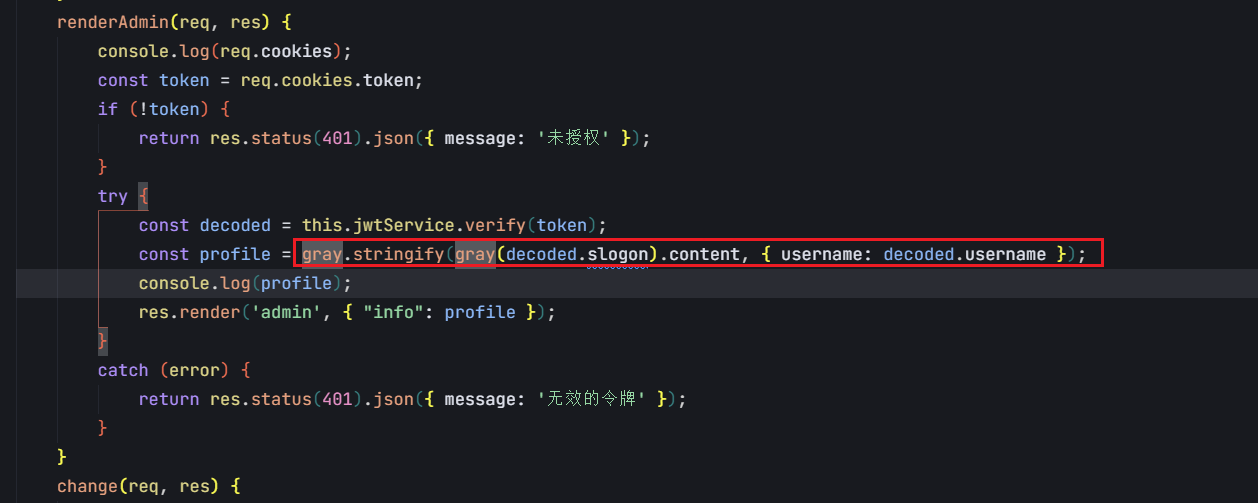 renderAdmin(req, res) {
console.log(req.cookies);
const token = req.cookies.token;
if (!token) {
return res.status(401).json({ message: '未授权' });
}
try {
const decoded = this.jwtService.verify(token);
const profile = gray.stringify(gray(decoded.slogon).content, { username: decoded.username });
console.log(profile);
res.render('admin', { "info": profile });
}
catch (error) {
return res.status(401).json({ message: '无效的令牌' });
}
}
change(req, res) {